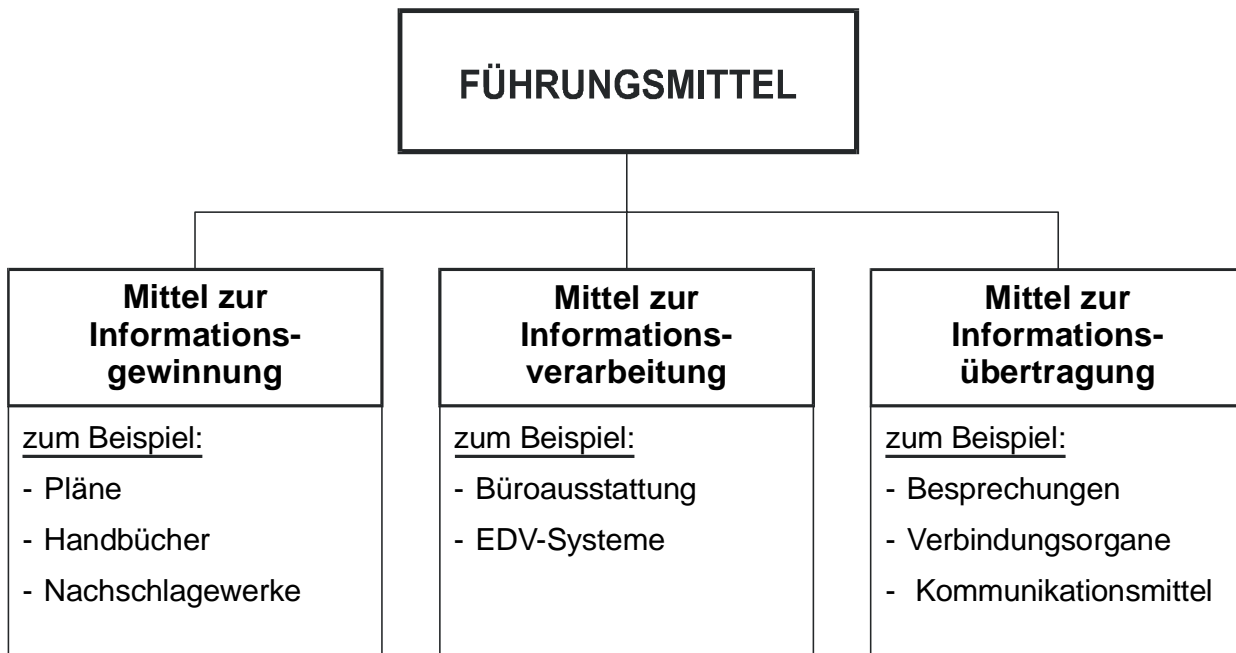 FÜHRUNGSMITTEL
Mittel zur
Informations-
gewinnung
zum Beispiel:
- Pläne
- Handbücher
- Nachschlagewerke
Mittel zur
Informations-
verarbeitung
zum Beispiel:
- Büroausstattung
- EDV-Systeme
Mittel zur
Informations-
übertragung
zum Beispiel:
- Besprechungen
- Verbindungsorgane
- Kommunikationsmittel